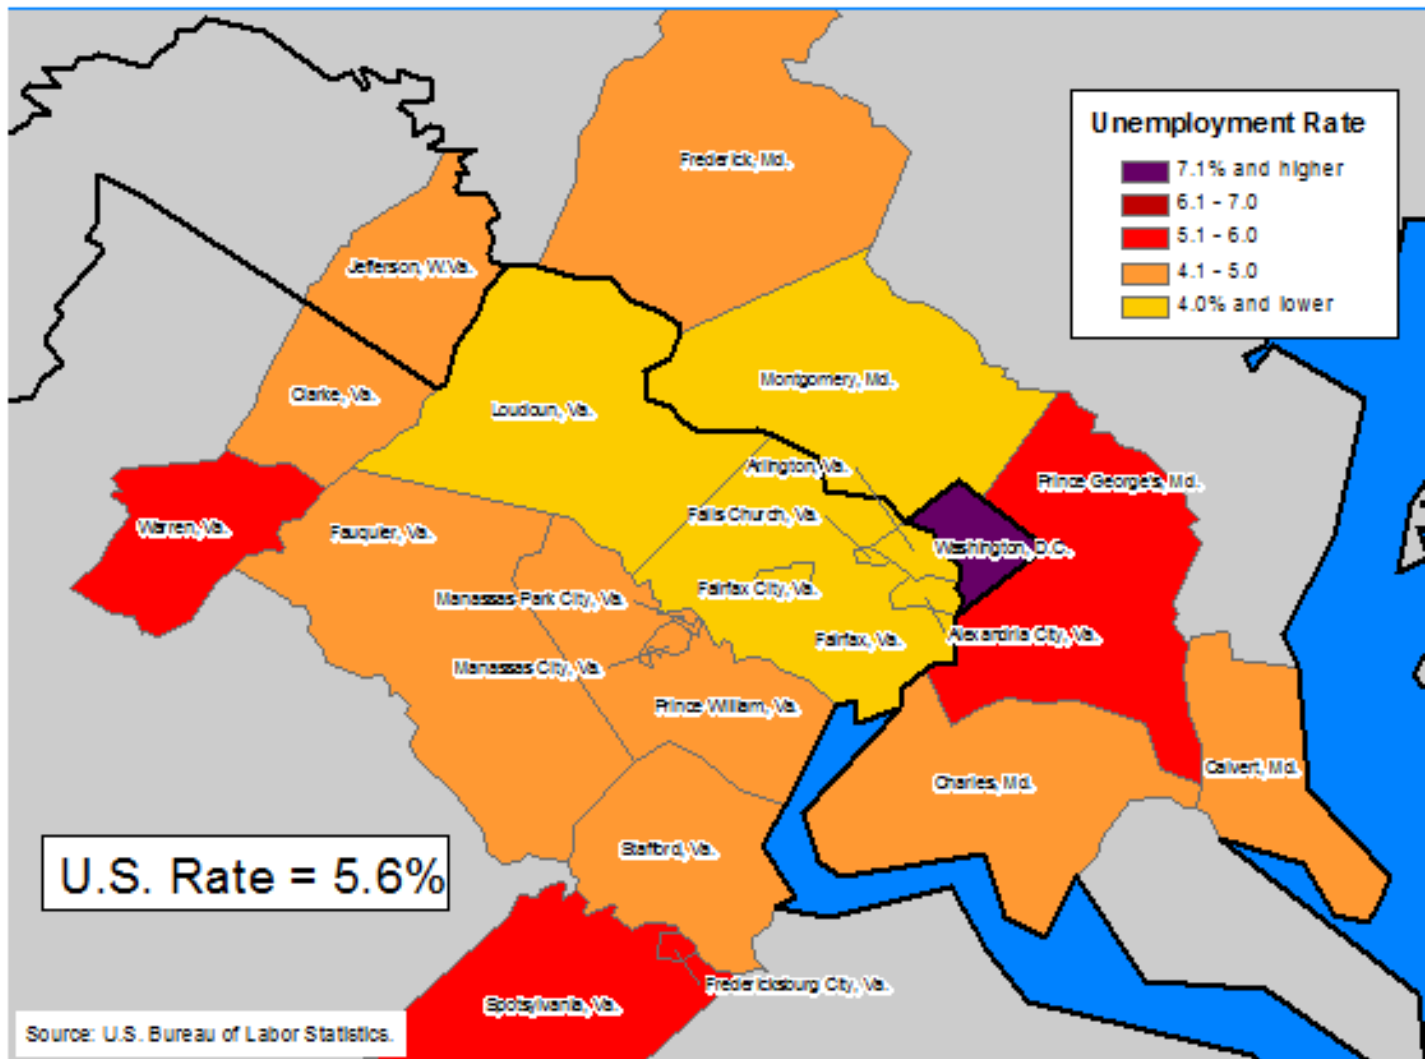 Unemployment Rate
7.1% and higher
6.1 - 7.0
5.1 - 6.0
4.1 - 5.0
4.0% and lower
Frederick, Md.
Jefferson, W.Va.
Montgomery, Md.
Clarke, Va.
Loudoun, Va.
Arlington, Va.
Prince George's, Md.
Falls Church, Va.
Warren, Va.
Fauquier, Va.
Washington, D.C.
Fairfax City, Va.
Manassas Park City, Va.
Fairfax, Va.
Alexandria City, Va.
Manassas City, Va.
Prince William, Va.
Calvert, Md.
Charles, Md.
Stafford, Va.
U.S. Rate = 5.6%
Fredericksburg City, Va.
Spotsylvania, Va.
Source: U.S. Bureau of Labor Statistics.